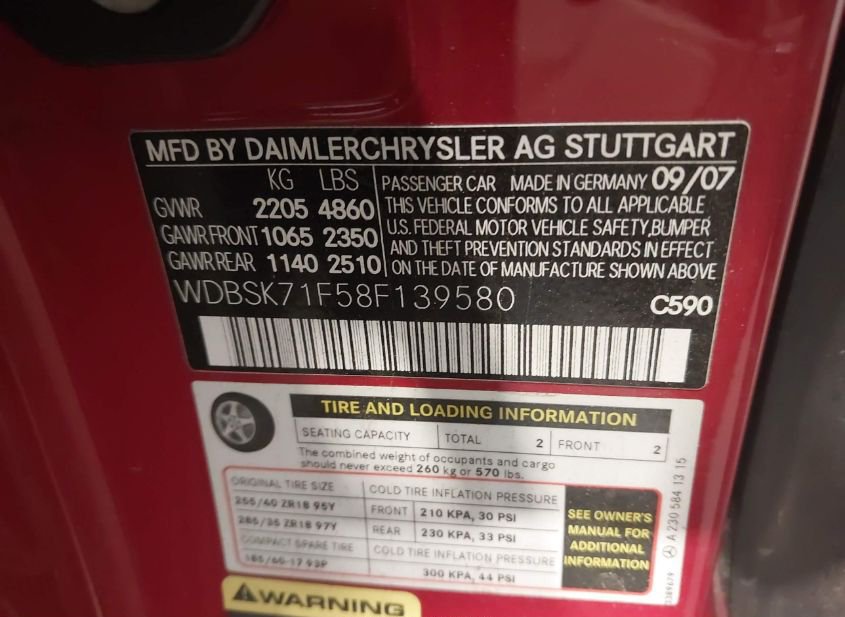 MFD BY DAIMLERCHRYSLER AG STUTTGART
KG LBS
GVWR 2205 4860
GAWR.FRONT 1065 2350
GAWR.REAR 1140 2510
PASSENGER CAR MADE IN GERMANY 09/07
THIS VEHICLE CONFORMS TO ALL APPLICABLE
U.S. FEDERAL MOTOR VEHICLE SAFETY,BUMPER
AND THEFT PREVENTION STANDARDS IN EFFECT
ON THE DATE OF MANUFACTURE SHOWN ABOVE
WDBSK71F58F139580
C590
TIRE AND LOADING INFORMATION
SEATING CAPACITY TOTAL 2 FRONT 2
The combined weight of occupants and cargo
should never exceed 260 kg or 570 lbs.
ORIGINAL TIRE SIZE COLD TIRE INFLATION PRESSURE
255/40 ZR18 95Y FRONT 210 KPA, 30 PSI
285/35 ZR18 97Y REAR 230 KPA, 33 PSI
COMPACT SPARE TIRE COLD TIRE INFLATION PRESSURE
300 KPA, 44 PSI
SEE OWNER'S
MANUAL FOR
ADDITIONAL
INFORMATION
A 230 584 13 15
WARNING